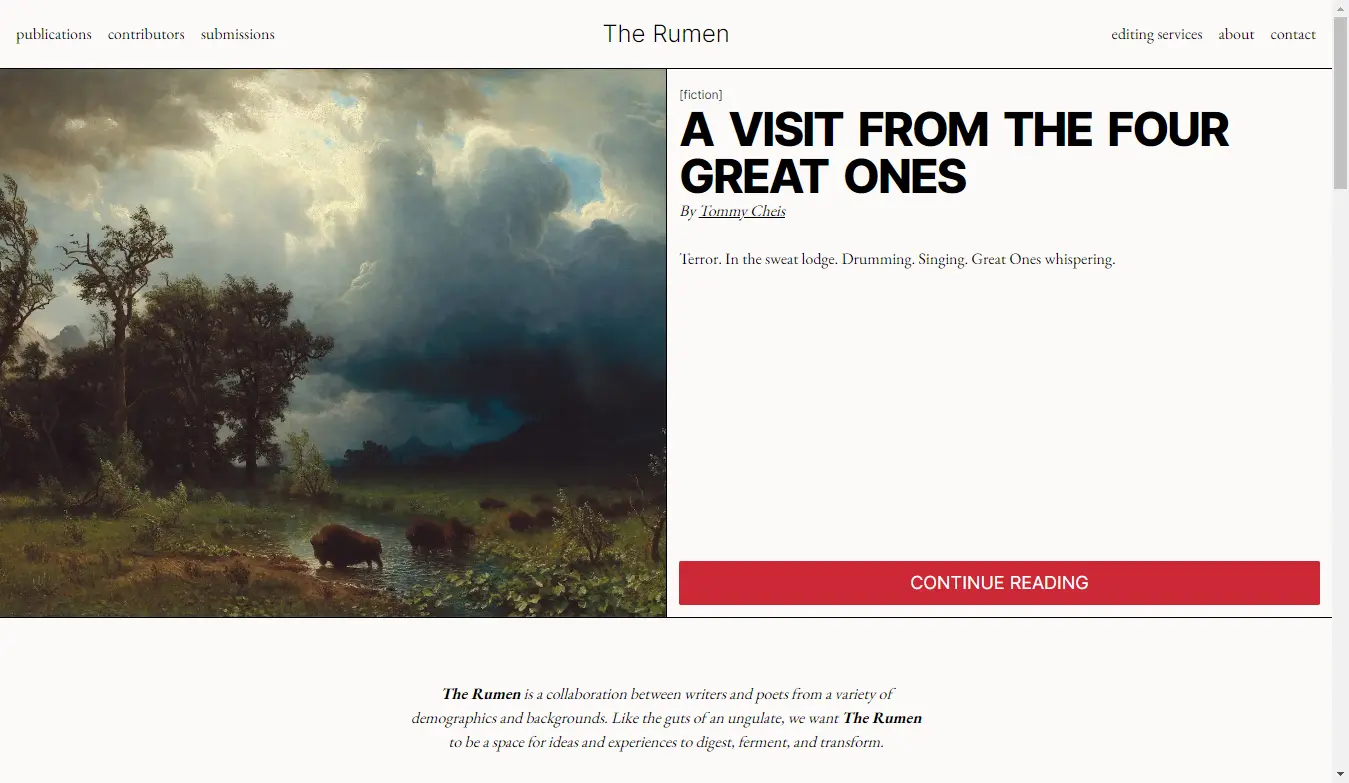 publications contributors submissions The Rumen editing services about contact
[fiction]
A VISIT FROM THE FOUR
GREAT ONES
By Tommy Cheis
Terror. In the sweat lodge. Drumming. Singing. Great Ones whispering.
CONTINUE READING
The Rumen is a collaboration between writers and poets from a variety of
demographics and backgrounds. Like the guts of an ungulate, we want The Rumen
to be a space for ideas and experiences to digest, ferment, and transform.